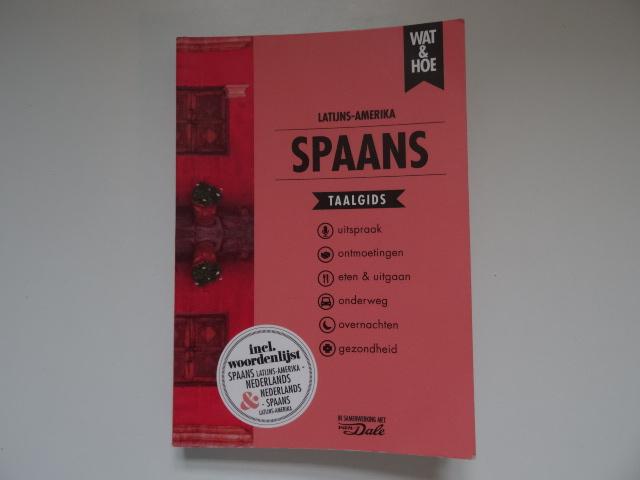 WAT
&
HOE
LATIJNS-AMERIKA
SPAANS
TAALGIDS
uitspraak
ontmoetingen
eten & uitgaan
onderweg
overnachten
gezondheid
incl.
woordenlijst
SPAANS LATIJNS-AMERIKA -
NEDERLANDS
& NEDERLANDS
- SPAANS
LATIJNS-AMERIKA
IN SAMENWERKING MET
van Dale